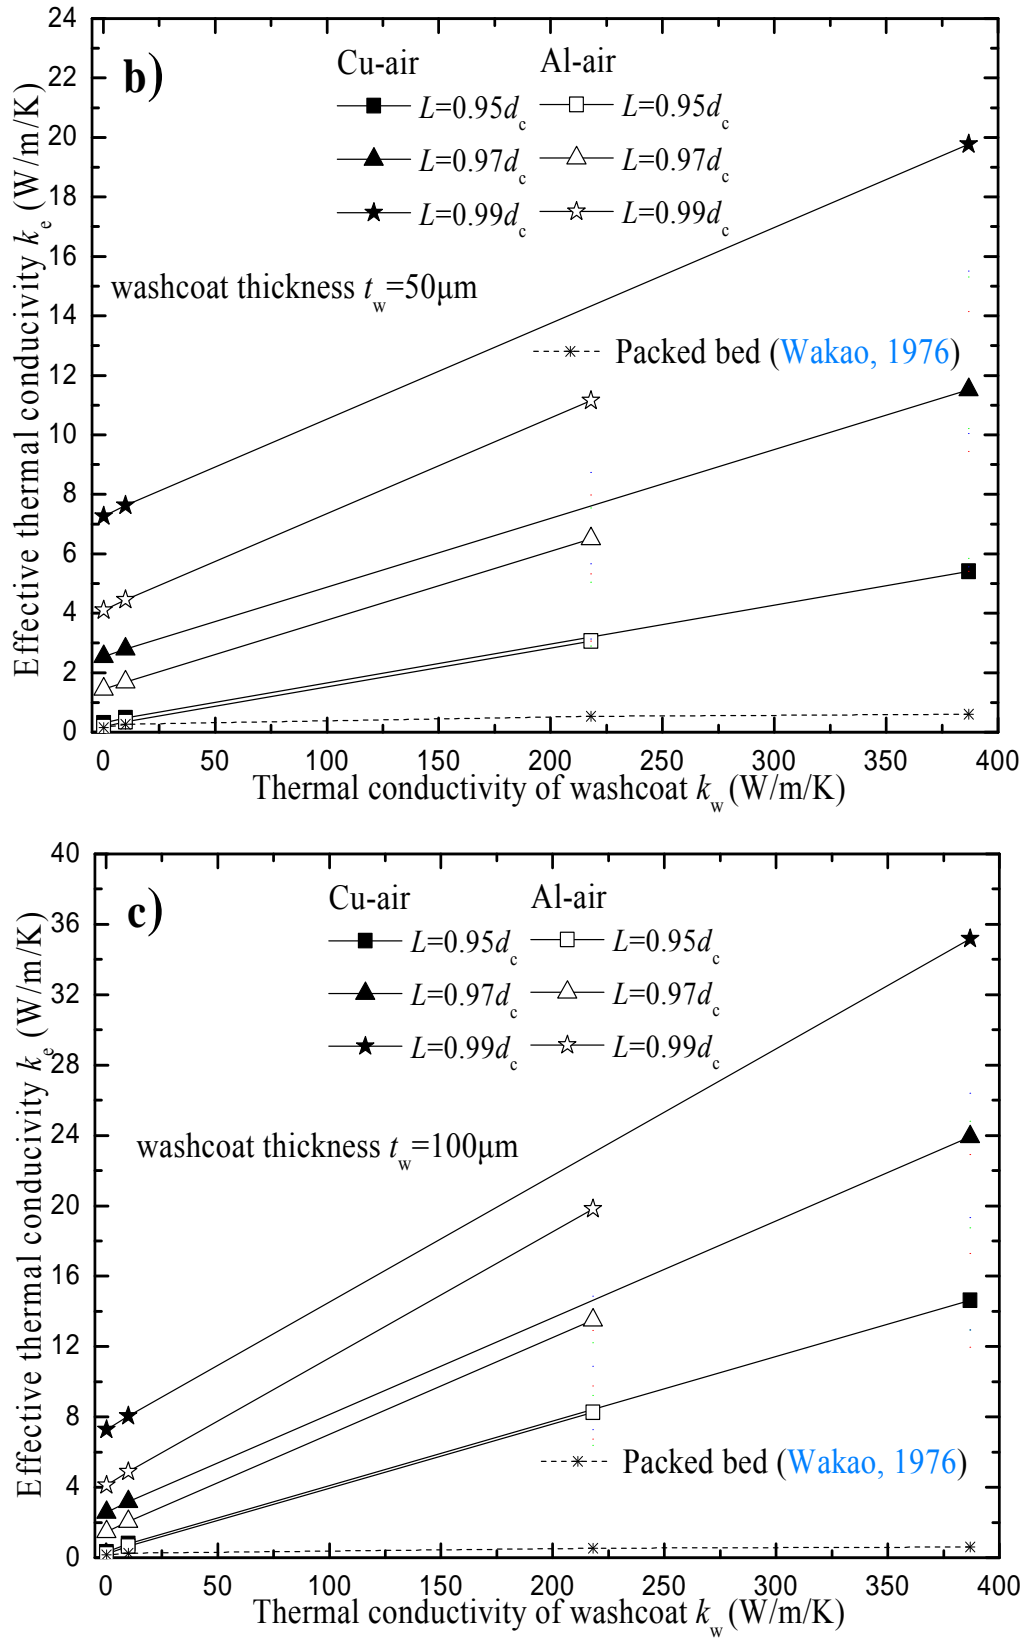 b)
Cu-air Al-air
L=0.95dc L=0.95dc
L=0.97dc L=0.97dc
L=0.99dc L=0.99dc
washcoat thickness tw=50μm
Packed bed (Wakao, 1976)
Effective thermal conductivity ke (W/m/K)
24
22
20
18
16
14
12
10
8
6
4
2
0
0 50 100 150 200 250 300 350 400
Thermal conductivity of washcoat kw (W/m/K)
c)
Cu-air Al-air
L=0.95dc L=0.95dc
L=0.97dc L=0.97dc
L=0.99dc L=0.99dc
washcoat thickness tw=100μm
Packed bed (Wakao, 1976)
Effective thermal conductivity ke (W/m/K)
40
36
32
28
24
20
16
12
8
4
0
0 50 100 150 200 250 300 350 400
Thermal conductivity of washcoat kw (W/m/K)